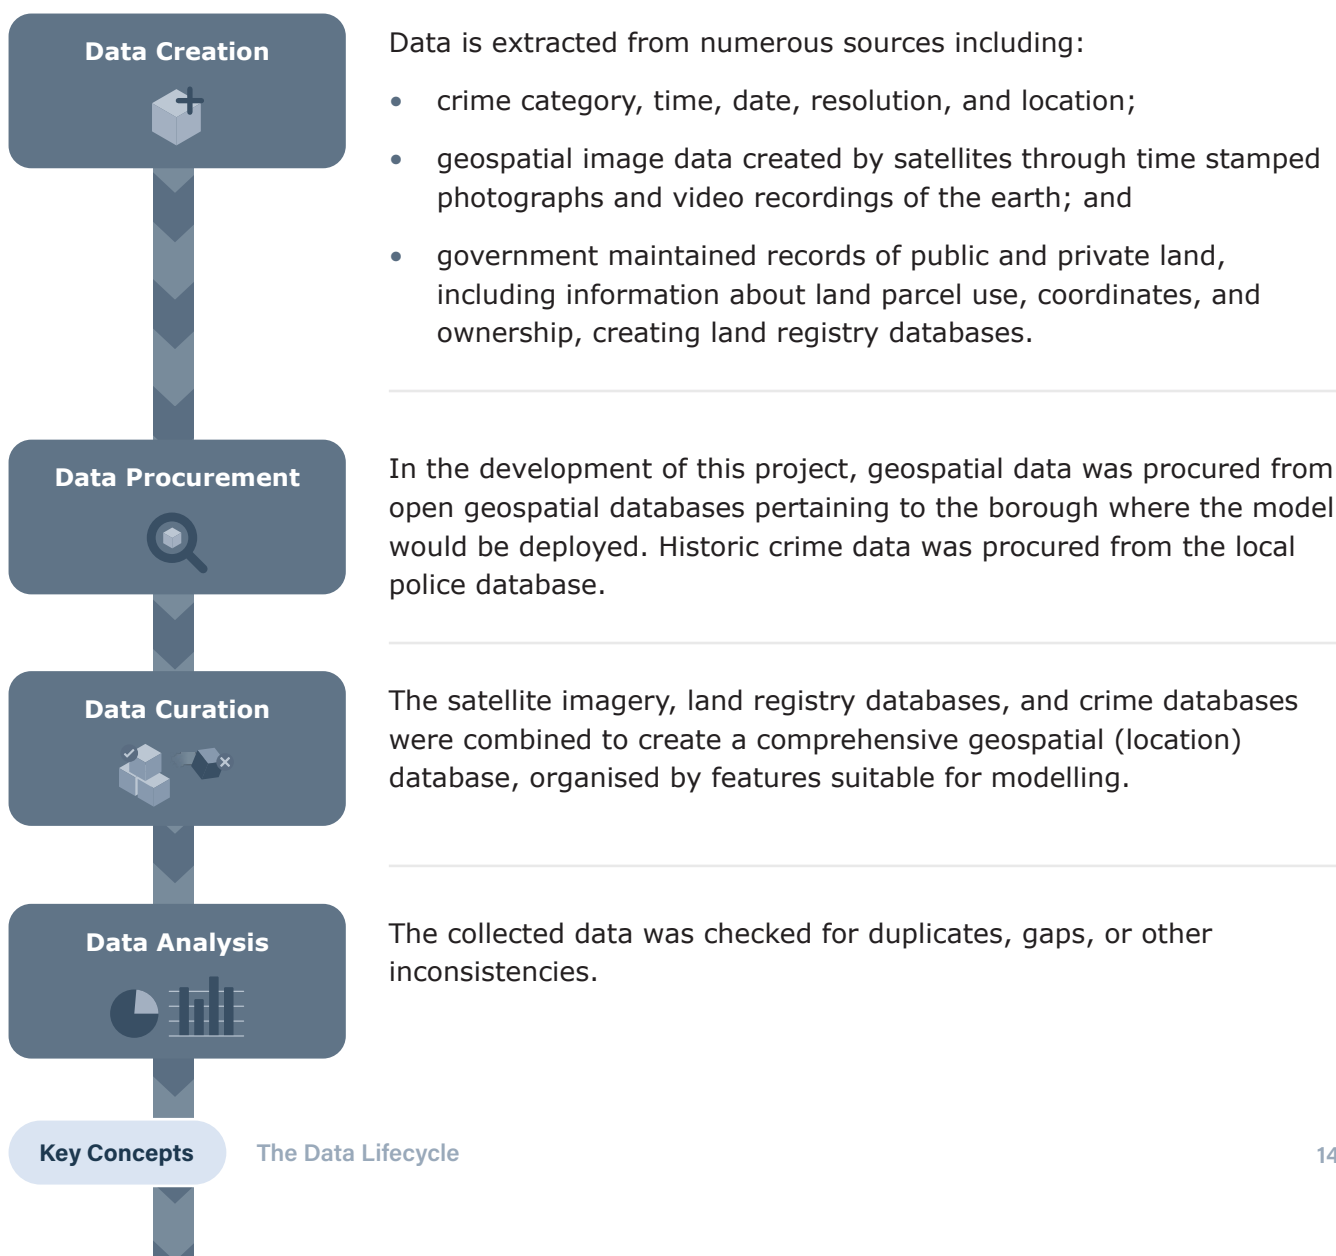 Data Creation
Data is extracted from numerous sources including:
• crime category, time, date, resolution, and location;
• geospatial image data created by satellites through time stamped
photographs and video recordings of the earth; and
• government maintained records of public and private land,
including information about land parcel use, coordinates, and
ownership, creating land registry databases.
Data Procurement
In the development of this project, geospatial data was procured from
open geospatial databases pertaining to the borough where the model
would be deployed. Historic crime data was procured from the local
police database.
Data Curation
The satellite imagery, land registry databases, and crime databases
were combined to create a comprehensive geospatial (location)
database, organised by features suitable for modelling.
Data Analysis
The collected data was checked for duplicates, gaps, or other
inconsistencies.
Key Concepts The Data Lifecycle 14